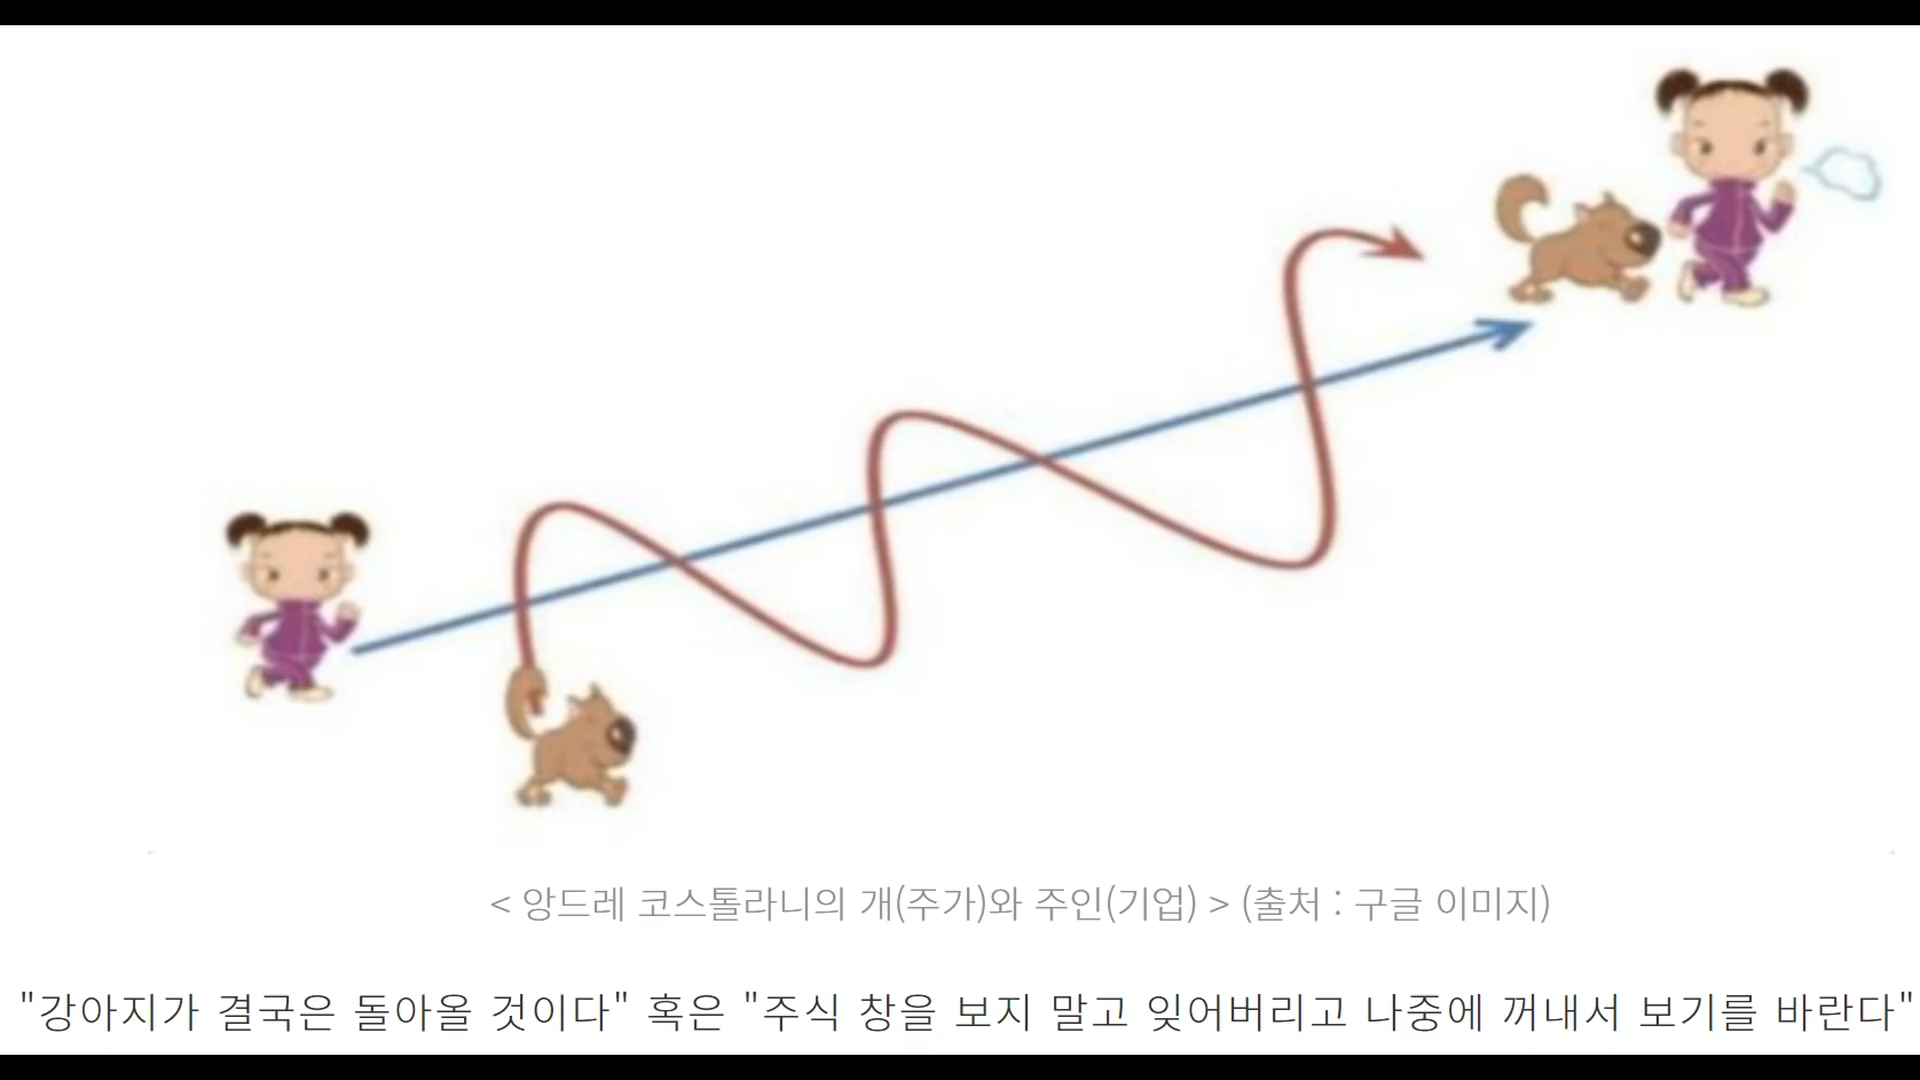 < 앙드레 코스톨라니의 개(주가)와 주인(기업) > (출처 : 구글 이미지)
"강아지가 결국은 돌아올 것이다" 혹은 "주식 창을 보지 말고 잊어버리고 나중에 꺼내서 보기를 바란다"